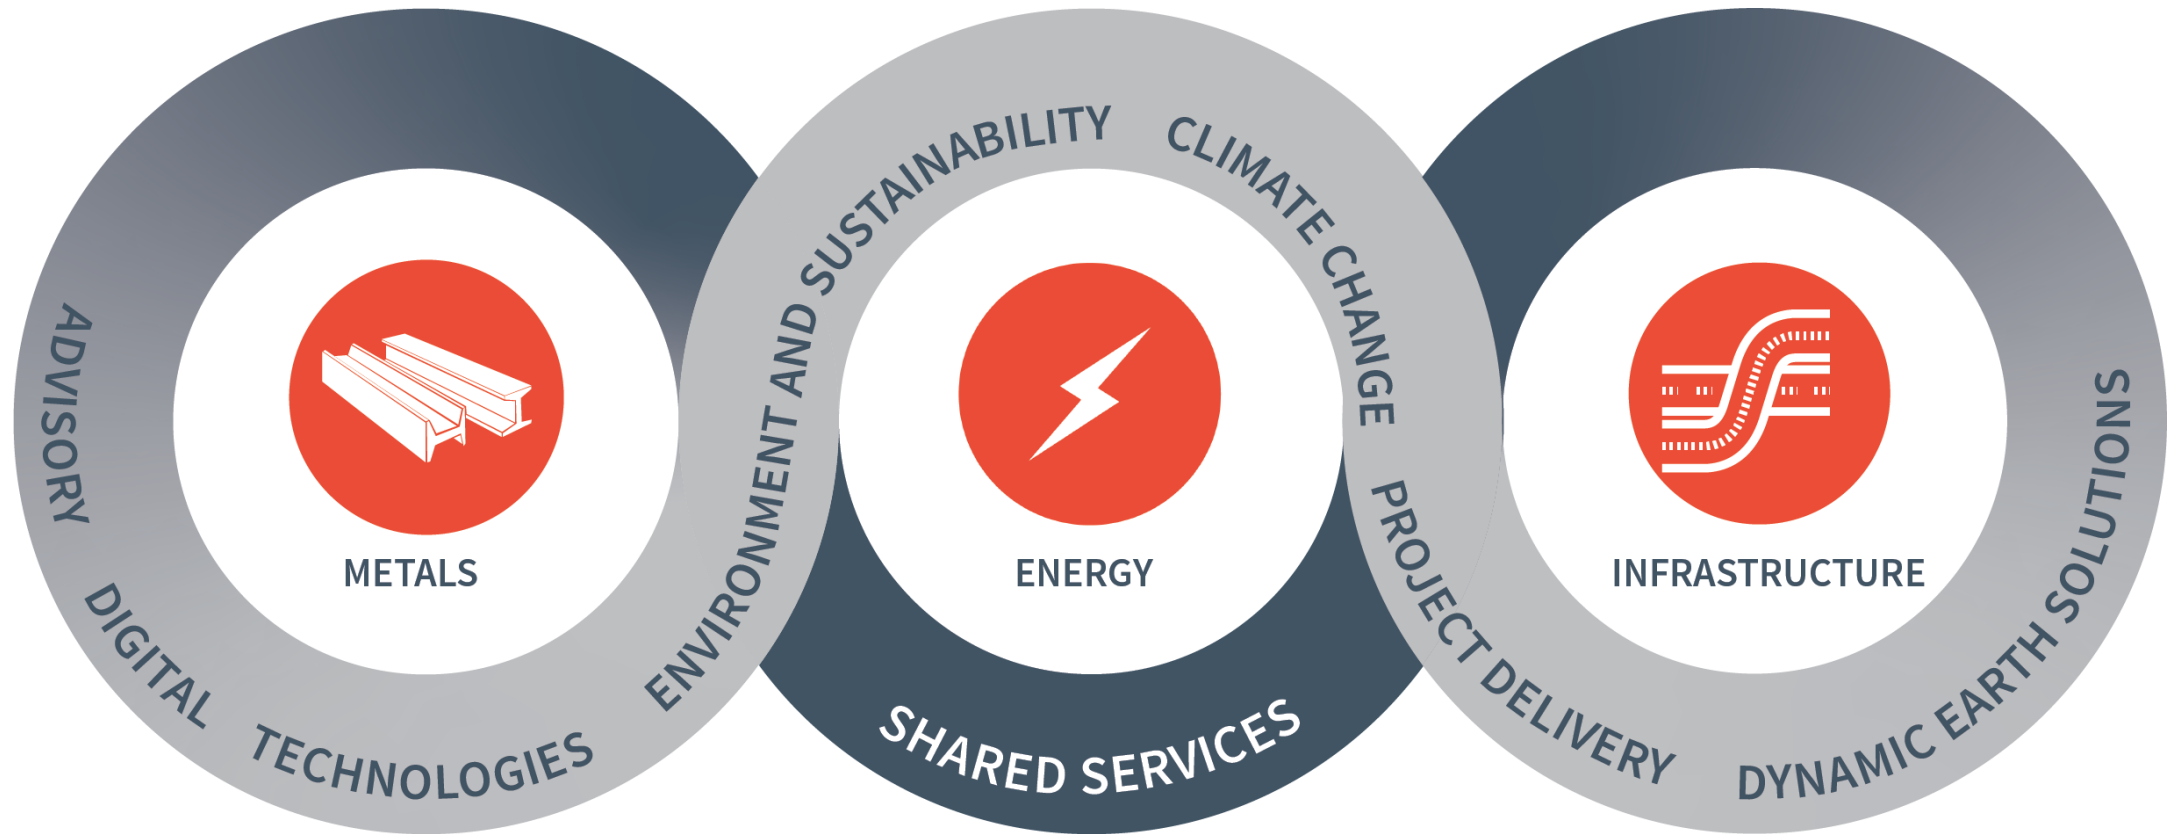 ADVISORY
DIGITAL TECHNOLOGIES
ENVIRONMENT AND SUSTAINABILITY
CLIMATE CHANGE
PROJECT DELIVERY
DYNAMIC EARTH SOLUTIONS
METALS
ENERGY
INFRASTRUCTURE
SHARED SERVICES